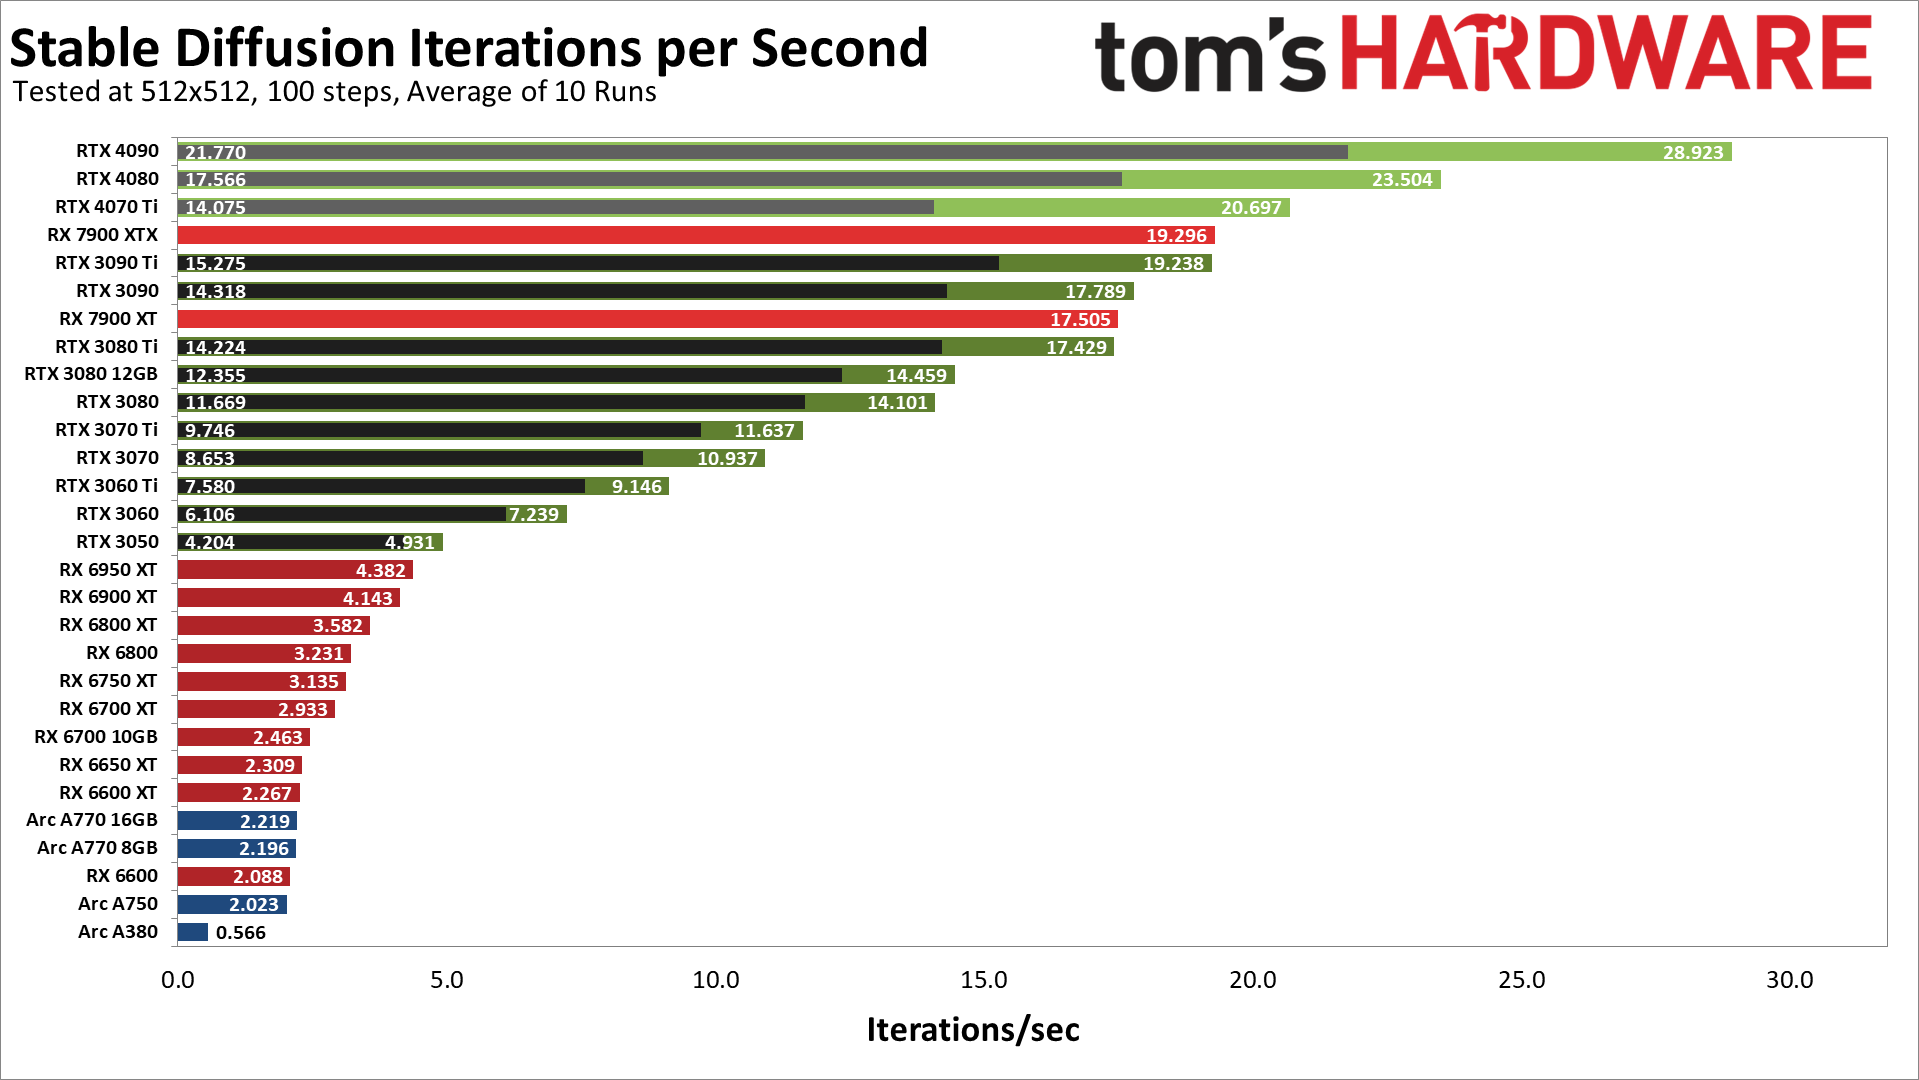 Stable Diffusion Iterations per Second
tom'sHARDWARE
Tested at 512x512, 100 steps, Average of 10 Runs
RTX 4090 21.770 28.923
RTX 4080 17.566 23.504
RTX 4070 Ti 14.075 20.697
RX 7900 XTX 19.296
RTX 3090 Ti 15.275 19.238
RTX 3090 14.318 17.789
RX 7900 XT 17.505
RTX 3080 Ti 14.224 17.429
RTX 3080 12GB 12.355 14.459
RTX 3080 11.669 14.101
RTX 3070 Ti 9.746 11.637
RTX 3070 8.653 10.937
RTX 3060 Ti 7.580 9.146
RTX 3060 6.106 7.239
RTX 3050 4.204 4.931
RX 6950 XT 4.382
RX 6900 XT 4.143
RX 6800 XT 3.582
RX 6800 3.231
RX 6750 XT 3.135
RX 6700 XT 2.933
RX 6700 10GB 2.463
RX 6650 XT 2.309
RX 6600 XT 2.267
Arc A770 16GB 2.219
Arc A770 8GB 2.196
RX 6600 2.088
Arc A750 2.023
Arc A380 0.566
0.0 5.0 10.0 15.0 20.0 25.0 30.0
Iterations/sec